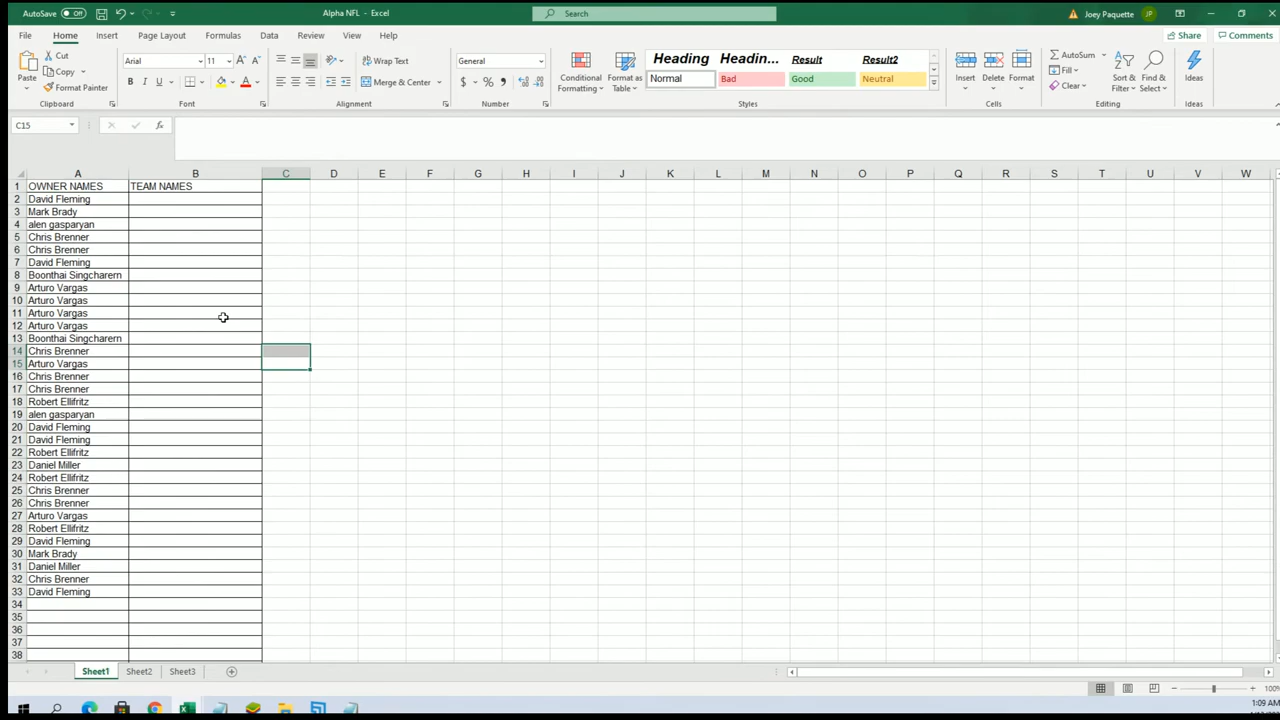 AutoSave Off Alpha NFL - Excel Search Joey Paquette JP
File Home Insert Page Layout Formulas Data Review View Help Share Comments
Paste Cut Copy Format Painter Clipboard
Arial 11 B I U Font
Wrap Text Merge & Center Alignment
General $ % Number
Conditional Formatting Format as Table
Heading Headin... Result Result2
Normal Bad Good Neutral Styles
Insert Delete Format Cells
AutoSum Fill Clear Sort & Filter Find & Select Editing
Ideas Ideas
C15 fx
A B C D E F G H I J K L M N O P Q R S T U V W
1 OWNER NAMES TEAM NAMES
2 David Fleming
3 Mark Brady
4 alen gasparyan
5 Chris Brenner
6 Chris Brenner
7 David Fleming
8 Boonthai Singcharern
9 Arturo Vargas
10 Arturo Vargas
11 Arturo Vargas
12 Arturo Vargas
13 Boonthai Singcharern
14 Chris Brenner
15 Arturo Vargas
16 Chris Brenner
17 Chris Brenner
18 Robert Ellifritz
19 alen gasparyan
20 David Fleming
21 David Fleming
22 Robert Ellifritz
23 Daniel Miller
24 Robert Ellifritz
25 Chris Brenner
26 Chris Brenner
27 Arturo Vargas
28 Robert Ellifritz
29 David Fleming
30 Mark Brady
31 Daniel Miller
32 Chris Brenner
33 David Fleming
34
35
36
37
38
Sheet1 Sheet2 Sheet3
100%
1:09 AM